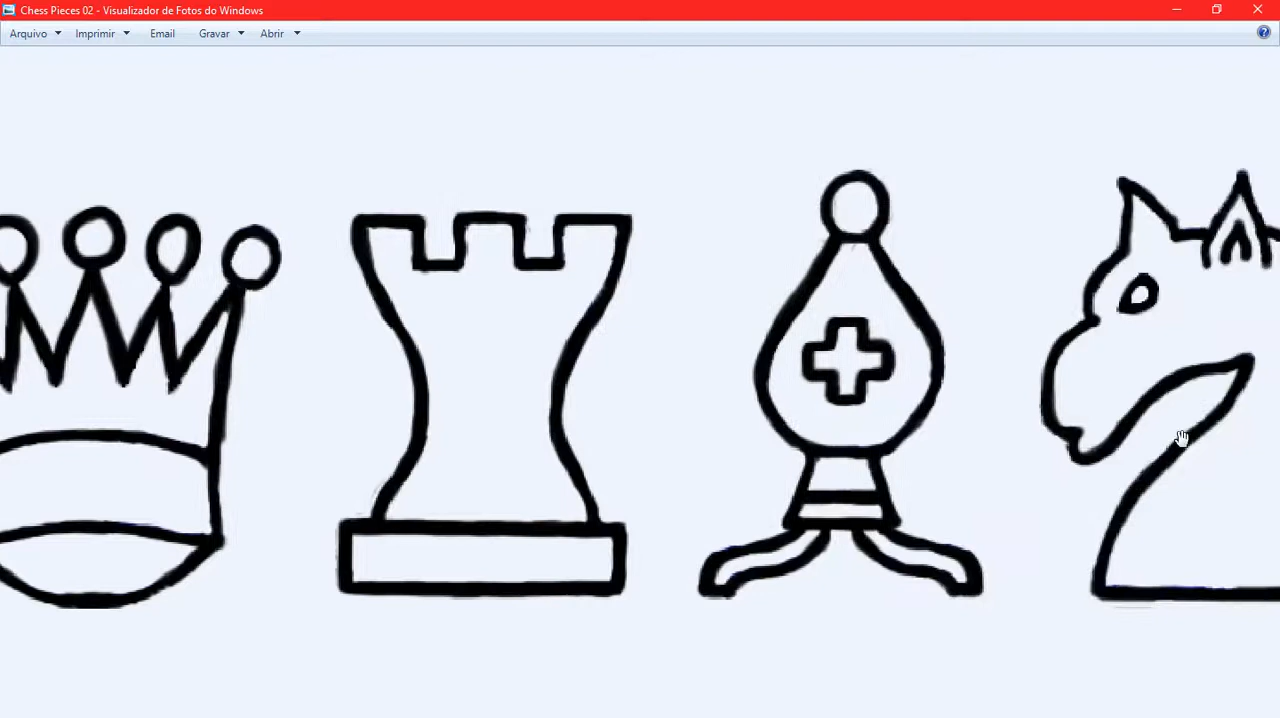 Chess Pieces 02 - Visualizador de Fotos do Windows
Arquivo Imprimir Email Gravar Abrir